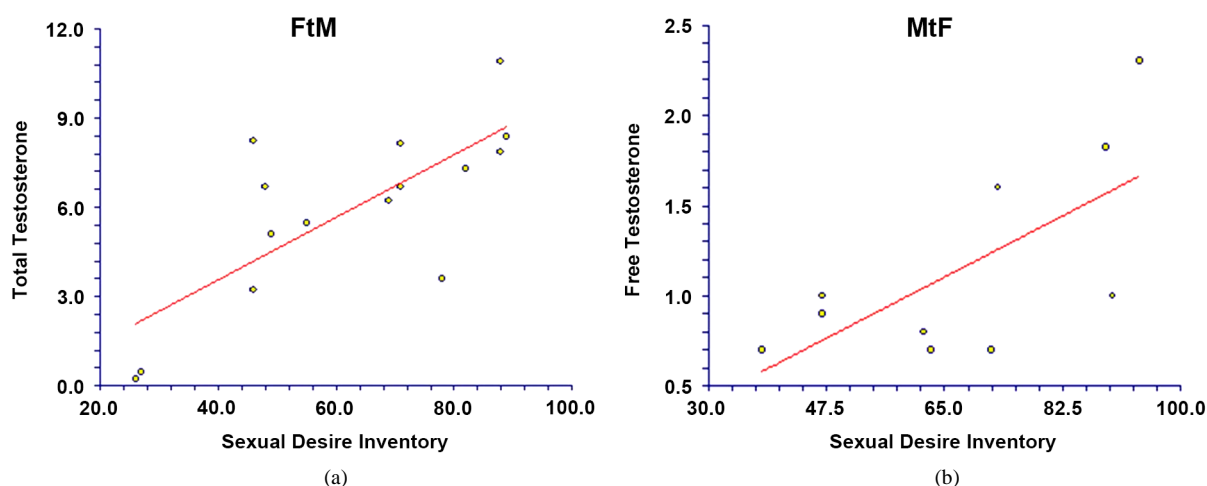 FtM
12.0
9.0
6.0
3.0
0.0
Total Testosterone
20.0 40.0 60.0 80.0 100.0
Sexual Desire Inventory
(a)
MtF
2.5
2.0
1.5
1.0
0.5
Free Testosterone
30.0 47.5 65.0 82.5 100.0
Sexual Desire Inventory
(b)